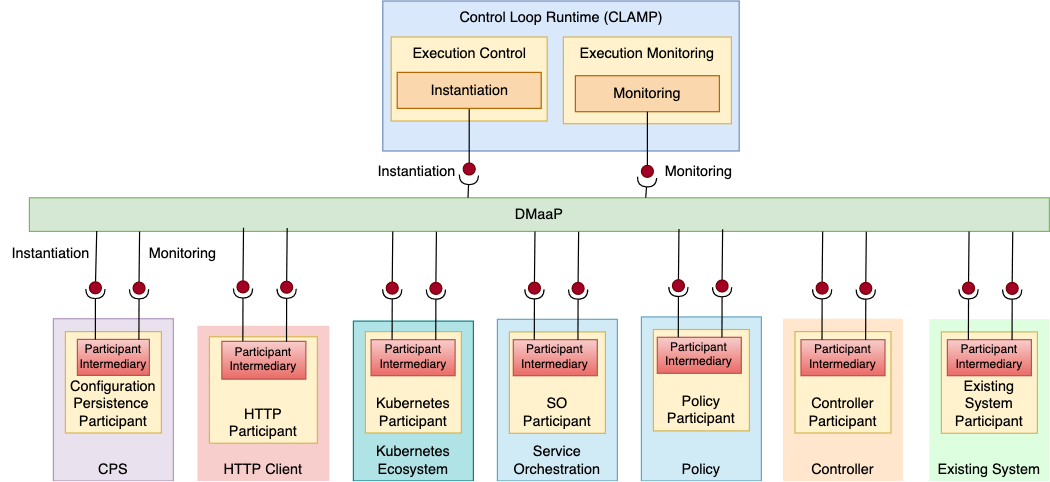 Control Loop Runtime (CLAMP)
Execution Control
Execution Monitoring
Instantiation
Monitoring
Instantiation
Monitoring
DMaaP
Instantiation
Monitoring
Participant
Intermediary
Configuration
Persistence
Participant
CPS
Participant
Intermediary
HTTP
Participant
HTTP Client
Participant
Intermediary
Kubernetes
Participant
Kubernetes
Ecosystem
Participant
Intermediary
SO
Participant
Service
Orchestration
Participant
Intermediary
Policy
Participant
Policy
Participant
Intermediary
Controller
Participant
Controller
Participant
Intermediary
Existing
System
Participant
Existing System